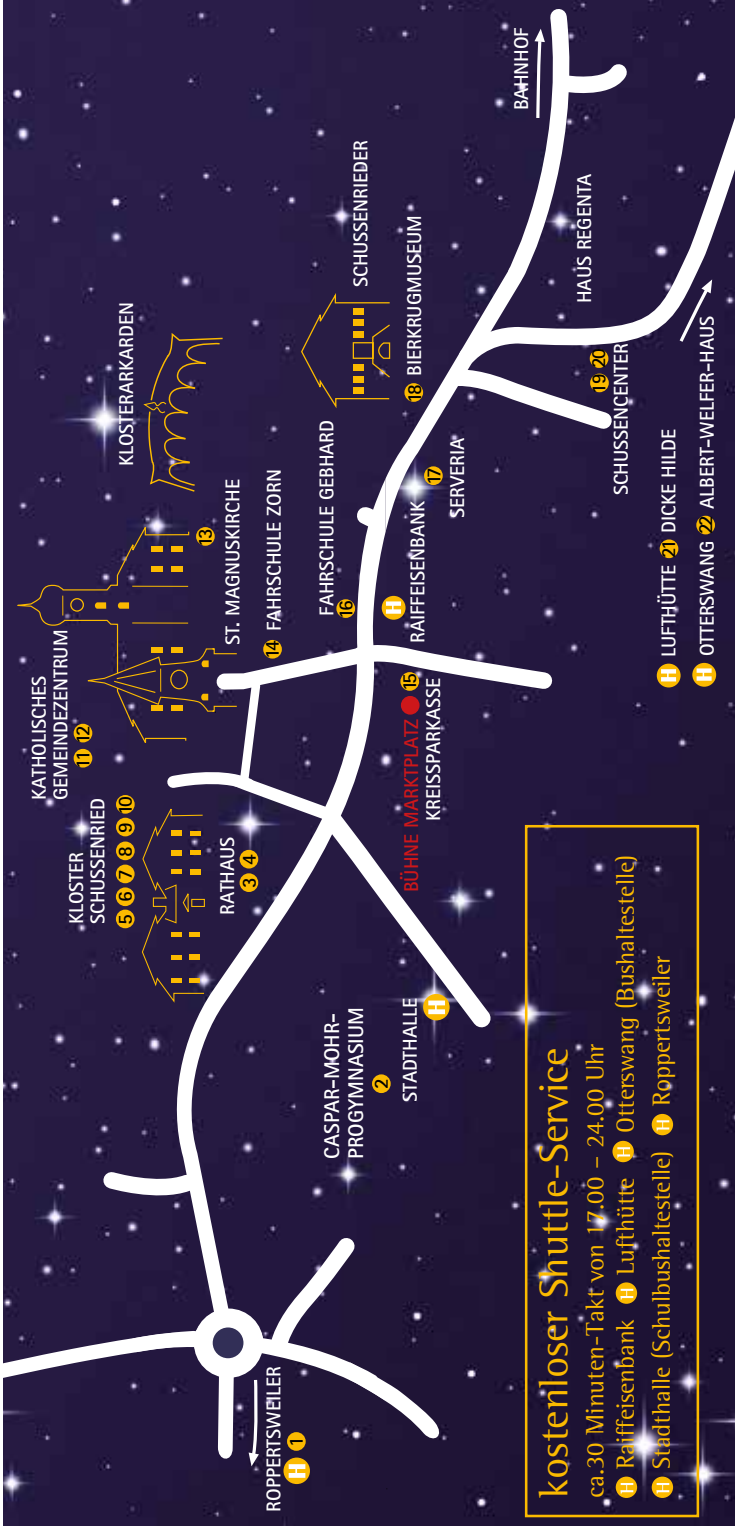 ROPPERTSWEILER
H 1
CASPAR-MOHR-
PROGYMNASIUM
2
STADTHALLE
H
KLOSTER
SCHUSSENRIED
5 6 7 8 9 10
RATHAUS
3 4
KATHOLISCHES
GEMEINDEZENTRUM
11 12
13
ST. MAGNUSKIRCHE
KLOSTERARKARDEN
14 FAHRSCHULE ZORN
BÜHNE MARKTPLATZ
15
KREISSPARKASSE
FAHRSCHULE GEBHARD
16
H
RAIFFEISENBANK
17
SERVERIA
SCHUSSENRIEDER
18 BIERKRUGMUSEUM
BAHNHOF
HAUS REGENTA
19 20
SCHUSSENCENTER
H LUFTHÜTTE 21 DICKE HILDE
H OTTERSWANG 22 ALBERT-WELFER-HAUS
kostenloser Shuttle-Service
ca.30 Minuten-Takt von 17.00 – 24.00 Uhr
H Raiffeisenbank H Lufthütte H Otterswang (Bushaltestelle)
H Stadthalle (Schulbushaltestelle) H Roppertsweiler